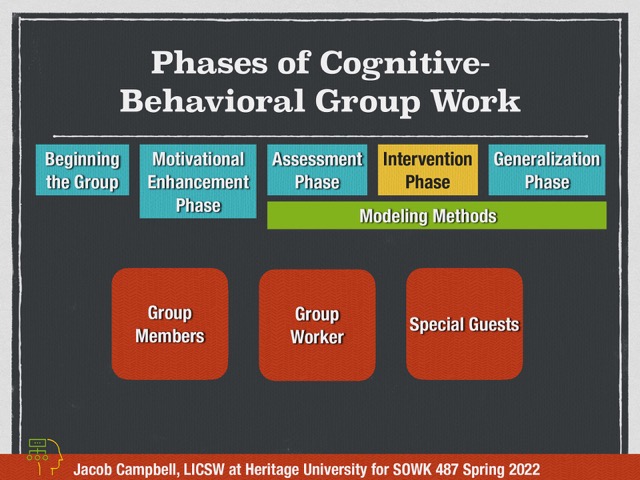 Phases of Cognitive-
Behavioral Group Work
Beginning
the Group
Motivational
Enhancement
Phase
Assessment
Phase
Intervention
Phase
Generalization
Phase
Modeling Methods
Group
Members
Group
Worker
Special Guests
Jacob Campbell, LICSW at Heritage University for SOWK 487 Spring 2022